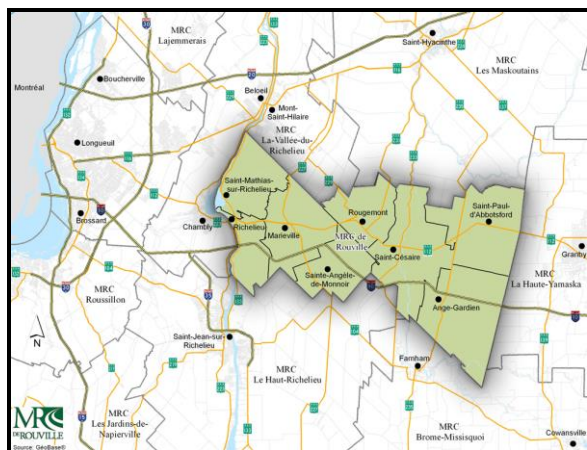 MRC
Lajemmerais
Saint-Hyacinthe
MRC
Les Maskoutains
Montréal
Boucherville
Beloeil
Mont-
Saint-Hilaire
MRC
La-Vallée-du-
Richelieu
Longueuil
Saint-Mathias-
sur-Richelieu
Saint-Paul-
d'Abbotsford
Brossard
Chambly
Richelieu
Marieville
Rougemont
MRC de
Rouville
Saint-Césaire
Granby
MRC
Roussillon
Sainte-Angèle-
de-Monnoir
MRC
La Haute-Yamaska
Ange-Gardien
N
Saint-Jean-sur-
Richelieu
MRC
Le Haut-Richelieu
Farnham
MRC
Les Jardins-de-
Napierville
MRC
Brome-Missisquoi
Cowansville
MRC
DE ROUVILLE
Source: GéoBase®